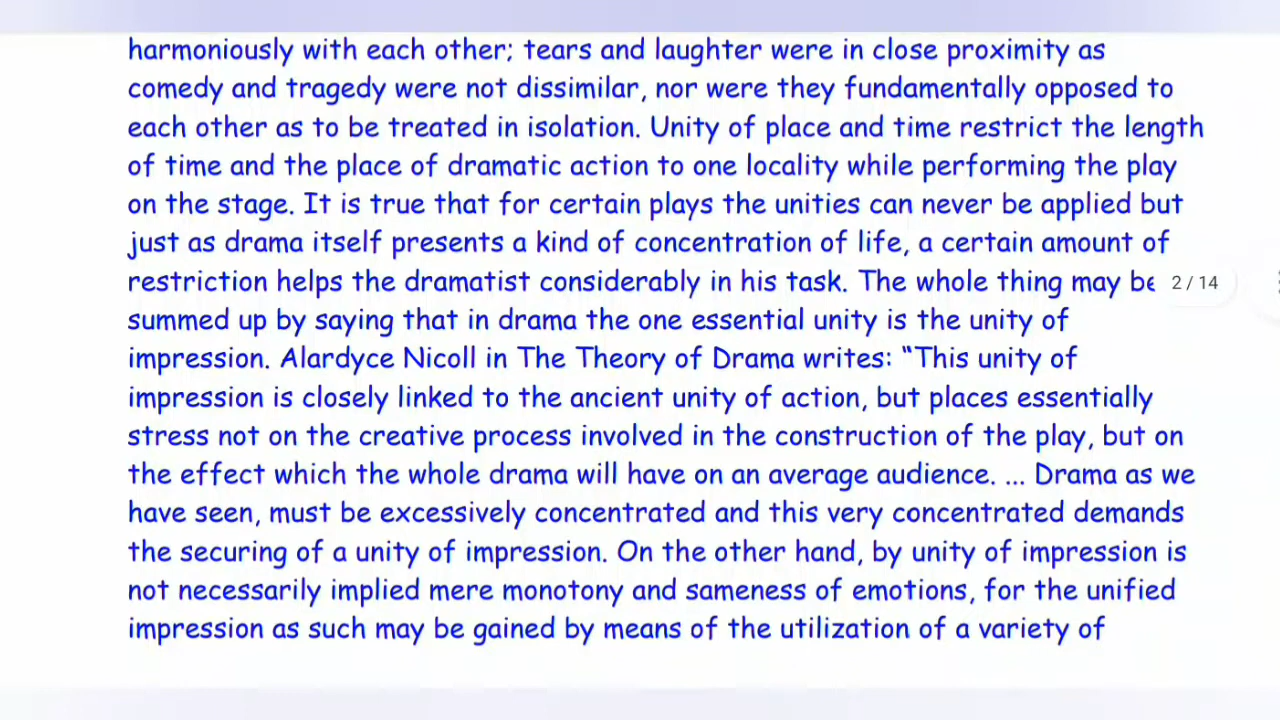 harmoniously with each other; tears and laughter were in close proximity as
comedy and tragedy were not dissimilar, nor were they fundamentally opposed to
each other as to be treated in isolation. Unity of place and time restrict the length
of time and the place of dramatic action to one locality while performing the play
on the stage. It is true that for certain plays the unities can never be applied but
just as drama itself presents a kind of concentration of life, a certain amount of
restriction helps the dramatist considerably in his task. The whole thing may be
2 / 14
summed up by saying that in drama the one essential unity is the unity of
impression. Alardyce Nicoll in The Theory of Drama writes: “This unity of
impression is closely linked to the ancient unity of action, but places essentially
stress not on the creative process involved in the construction of the play, but on
the effect which the whole drama will have on an average audience. ... Drama as we
have seen, must be excessively concentrated and this very concentrated demands
the securing of a unity of impression. On the other hand, by unity of impression is
not necessarily implied mere monotony and sameness of emotions, for the unified
impression as such may be gained by means of the utilization of a variety of